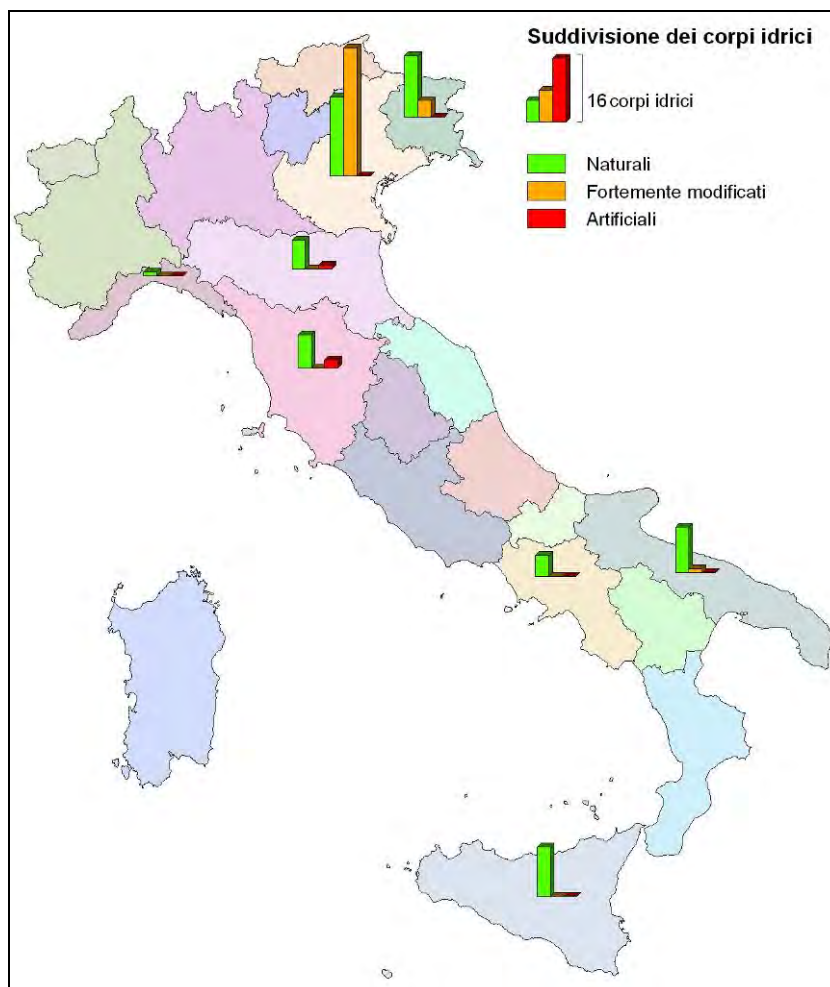 Suddivisione dei corpi idrici
16 corpi idrici
Naturali
Fortemente modificati
Artificiali